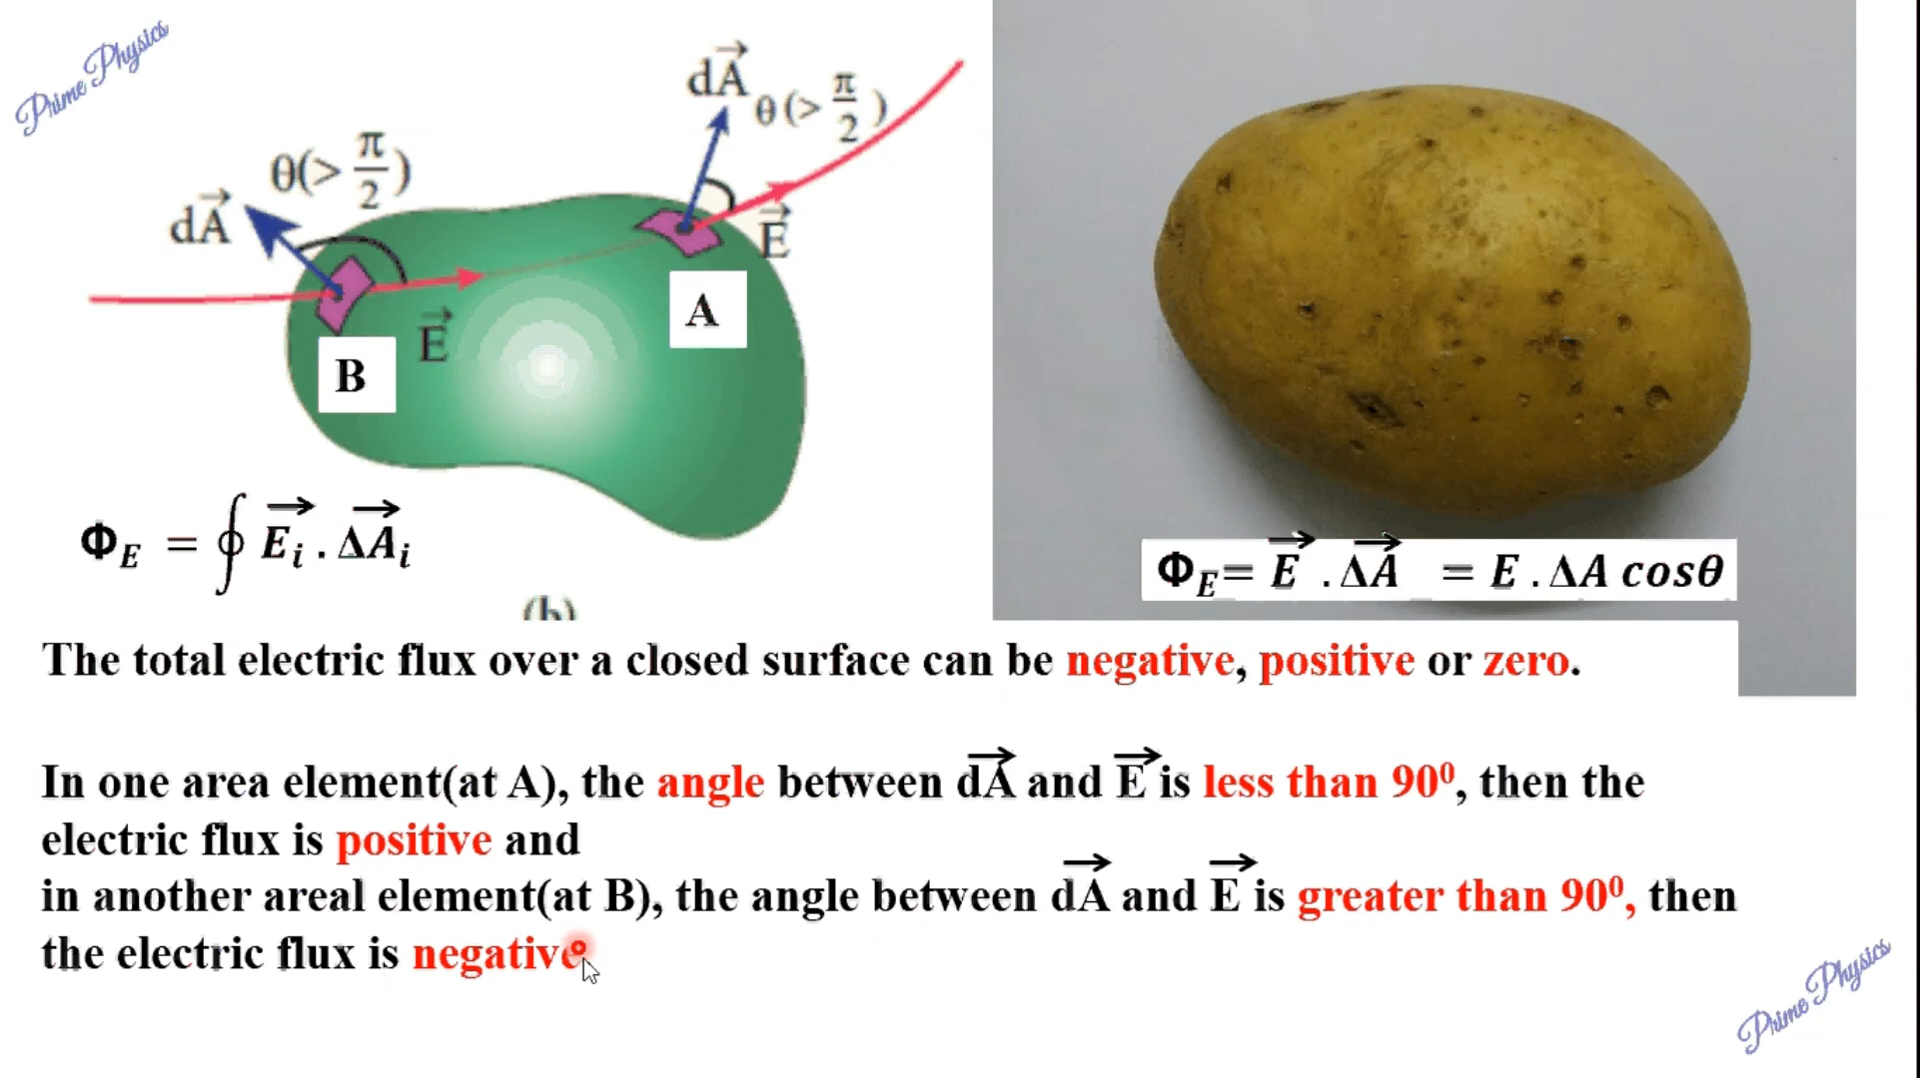 Prime Physics
dA⃗
θ(> π/2)
dA⃗
θ(> π/2)
E⃗
A
E⃗
B
Φ_E = ∮ E⃗ᵢ . ΔA⃗ᵢ
(b)
Φ_E = E⃗ . ΔA⃗ = E . ΔA cosθ
The total electric flux over a closed surface can be negative, positive or zero.
In one area element(at A), the angle between dA⃗ and E⃗ is less than 90⁰, then the
electric flux is positive and
in another areal element(at B), the angle between dA⃗ and E⃗ is greater than 90⁰, then
the electric flux is negative
Prime Physics